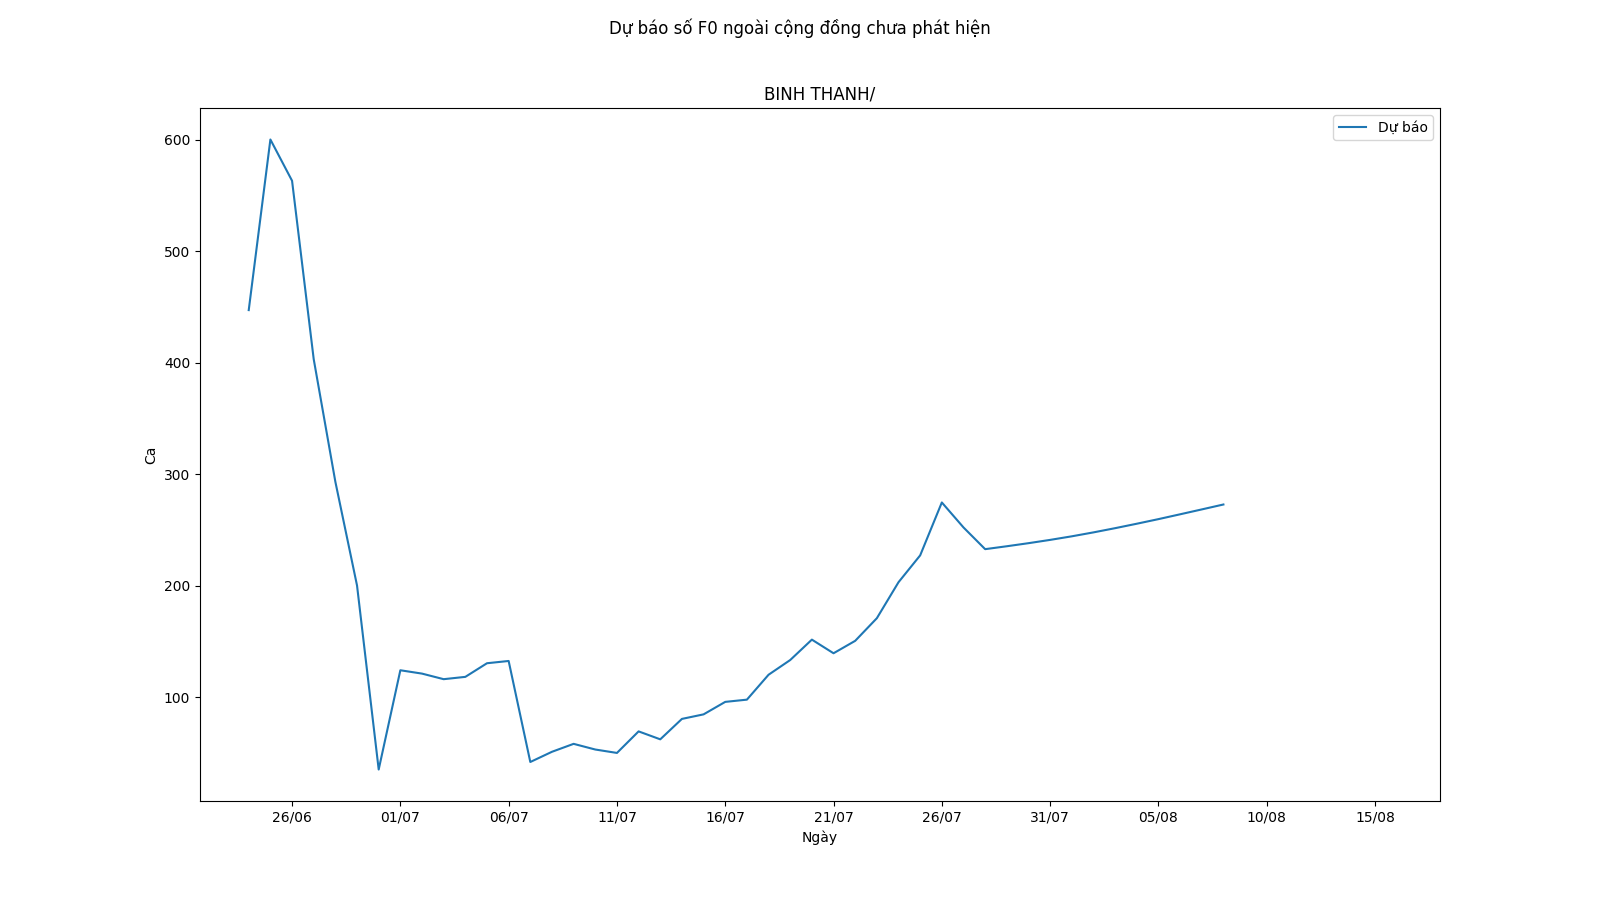 Dự báo số F0 ngoài cộng đồng chưa phát hiện
BINH THANH/
Dự báo
600
500
400
300
200
100
Ca
26/06 01/07 06/07 11/07 16/07 21/07 26/07 31/07 05/08 10/08 15/08
Ngày